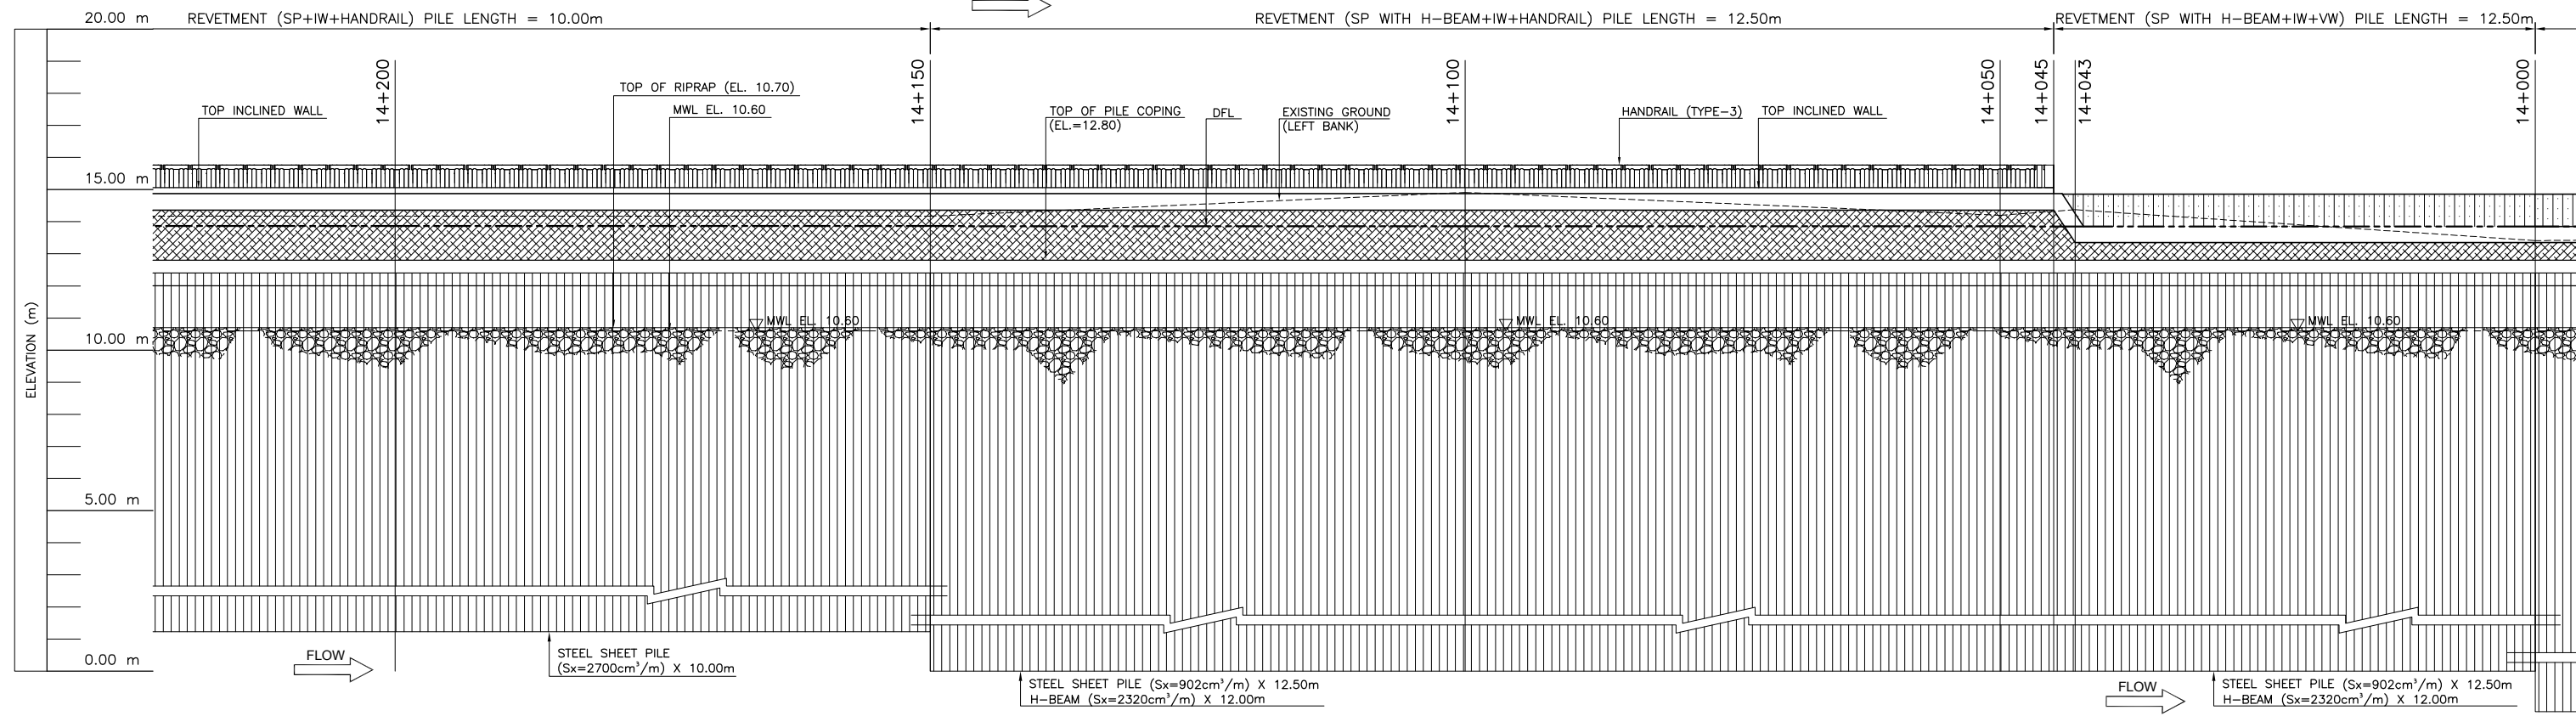 20.00 m
REVETMENT (SP+IW+HANDRAIL) PILE LENGTH = 10.00m
REVETMENT (SP WITH H-BEAM+IW+HANDRAIL) PILE LENGTH = 12.50m
REVETMENT (SP WITH H-BEAM+IW+VW) PILE LENGTH = 12.50m
14+200
14+150
14+100
14+050
14+045
14+043
14+000
TOP INCLINED WALL
TOP OF RIPRAP (EL. 10.70)
MWL EL. 10.60
TOP OF PILE COPING
(EL.=12.80)
DFL
EXISTING GROUND
(LEFT BANK)
HANDRAIL (TYPE-3)
TOP INCLINED WALL
15.00 m
MWL EL. 10.60
MWL EL. 10.60
MWL EL. 10.60
10.00 m
ELEVATION (m)
5.00 m
0.00 m
FLOW
STEEL SHEET PILE
(Sx=2700cm³/m) X 10.00m
STEEL SHEET PILE (Sx=902cm³/m) X 12.50m
H-BEAM (Sx=2320cm³/m) X 12.00m
FLOW
STEEL SHEET PILE (Sx=902cm³/m) X 12.50m
H-BEAM (Sx=2320cm³/m) X 12.00m